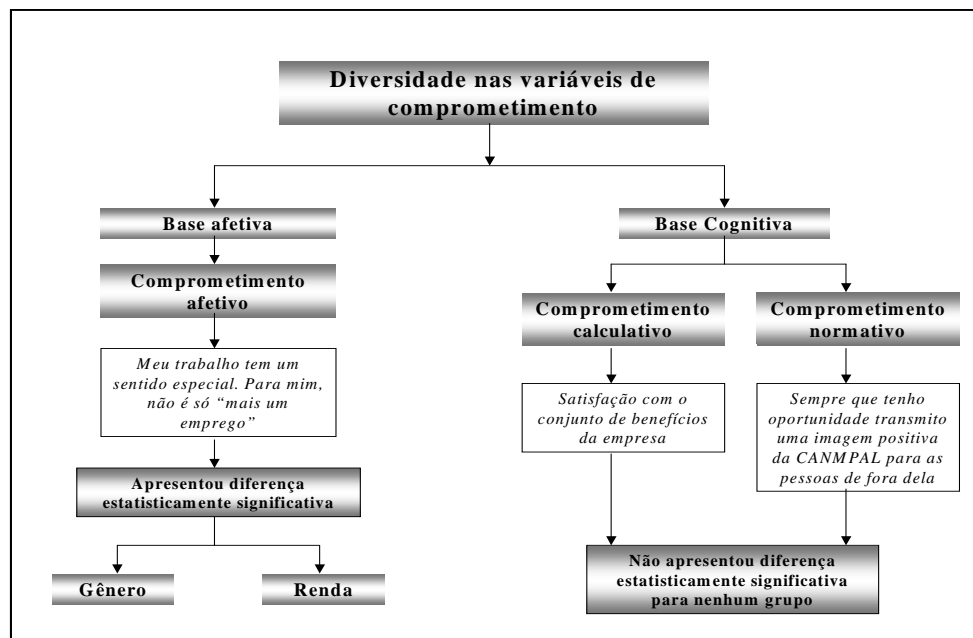 Diversidade nas variáveis de
comprometimento
Base afetiva
Comprometimento
afetivo
Meu trabalho tem um
sentido especial. Para mim,
não é só “mais um
emprego”
Apresentou diferença
estatisticamente significativa
Gênero
Renda
Base Cognitiva
Comprometimento
calculativo
Satisfação com o
conjunto de benefícios
da empresa
Comprometimento
normativo
Sempre que tenho
oportunidade transmito
uma imagem positiva
da CANMPAL para as
pessoas de fora dela
Não apresentou diferença
estatisticamente significativa
para nenhum grupo